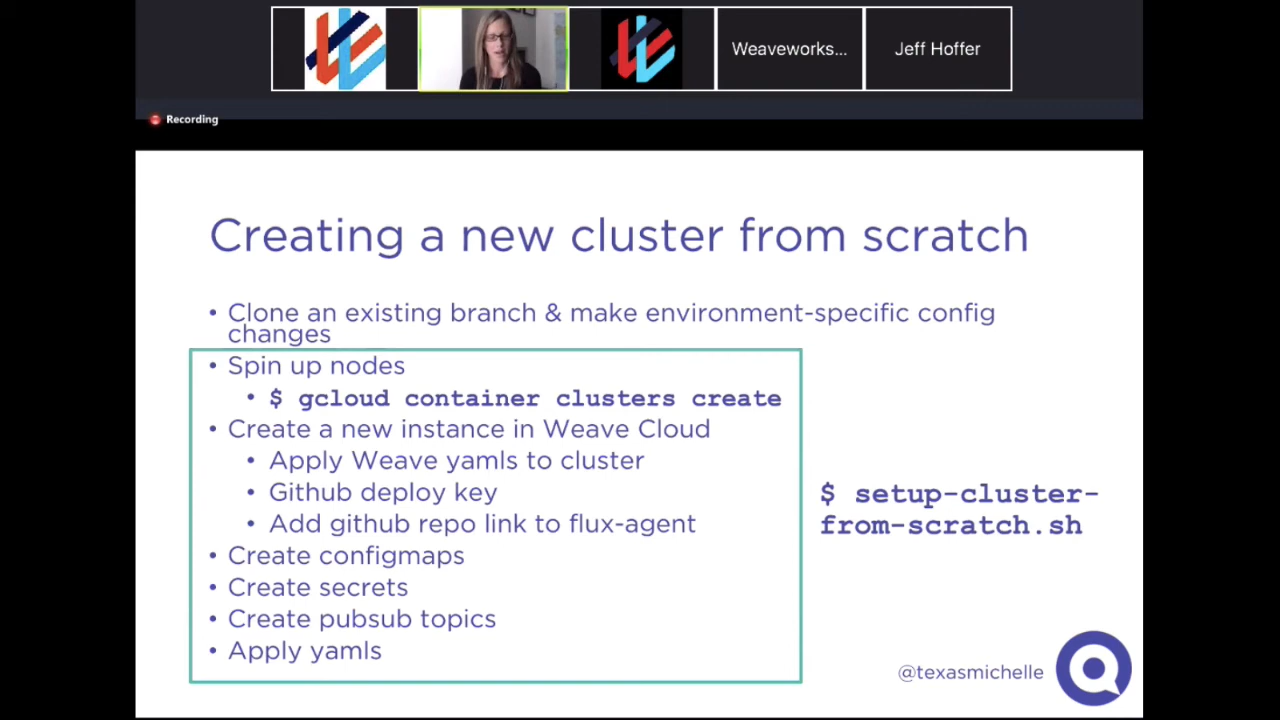 Weaveworks...
Jeff Hoffer
Recording
Creating a new cluster from scratch
• Clone an existing branch & make environment-specific config
changes
• Spin up nodes
• $ gcloud container clusters create
• Create a new instance in Weave Cloud
• Apply Weave yamls to cluster
• Github deploy key
• Add github repo link to flux-agent
• Create configmaps
• Create secrets
• Create pubsub topics
• Apply yamls
$ setup-cluster-
from-scratch.sh
@texasmichelle